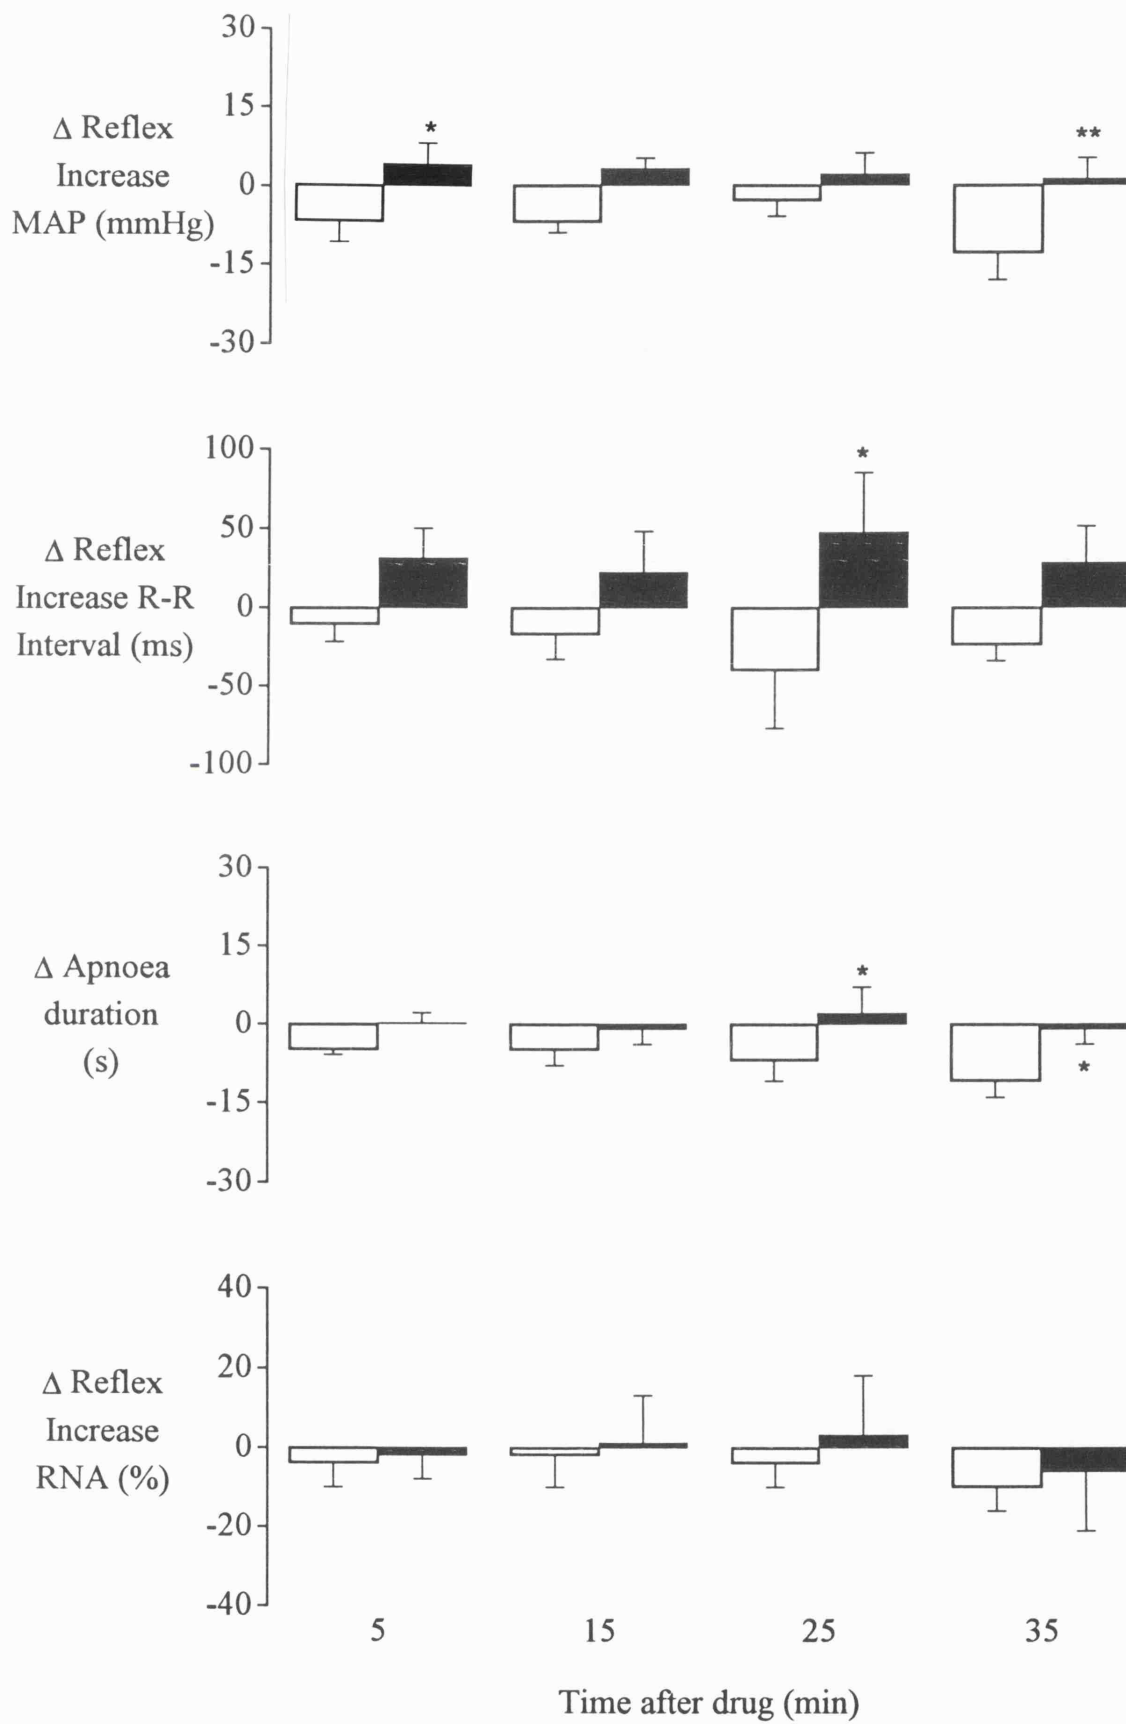 30
15
0
-15
-30
Δ Reflex
Increase
MAP (mmHg)
*
**
100
50
0
-50
-100
Δ Reflex
Increase R-R
Interval (ms)
*
30
15
0
-15
-30
Δ Apnoea
duration
(s)
*
*
40
20
0
-20
-40
Δ Reflex
Increase
RNA (%)
5 15 25 35
Time after drug (min)